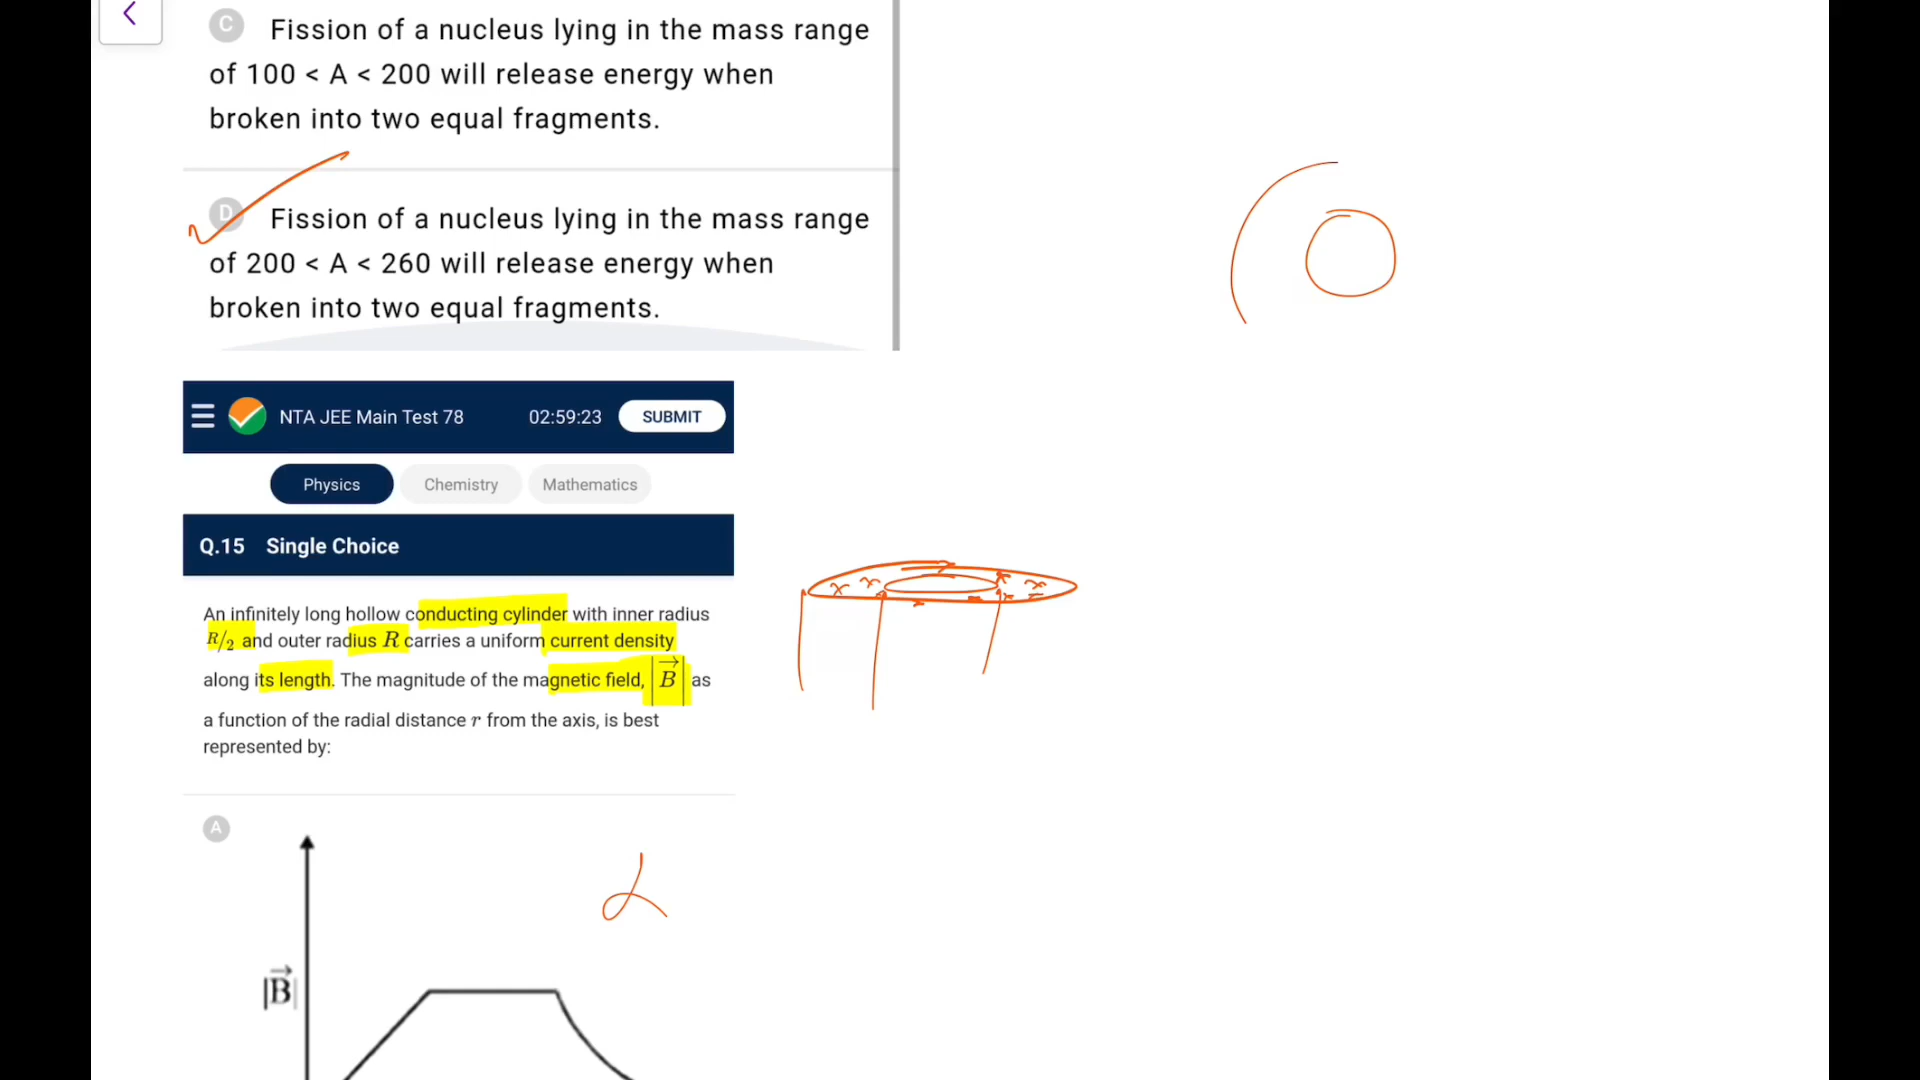 C Fission of a nucleus lying in the mass range
of 100 < A < 200 will release energy when
broken into two equal fragments.
D Fission of a nucleus lying in the mass range
of 200 < A < 260 will release energy when
broken into two equal fragments.
NTA JEE Main Test 78 02:59:23 SUBMIT
Physics Chemistry Mathematics
Q.15 Single Choice
An infinitely long hollow conducting cylinder with inner radius
R/2 and outer radius R carries a uniform current density
along its length. The magnitude of the magnetic field, |B⃗| as
a function of the radial distance r from the axis, is best
represented by:
A
|B⃗|